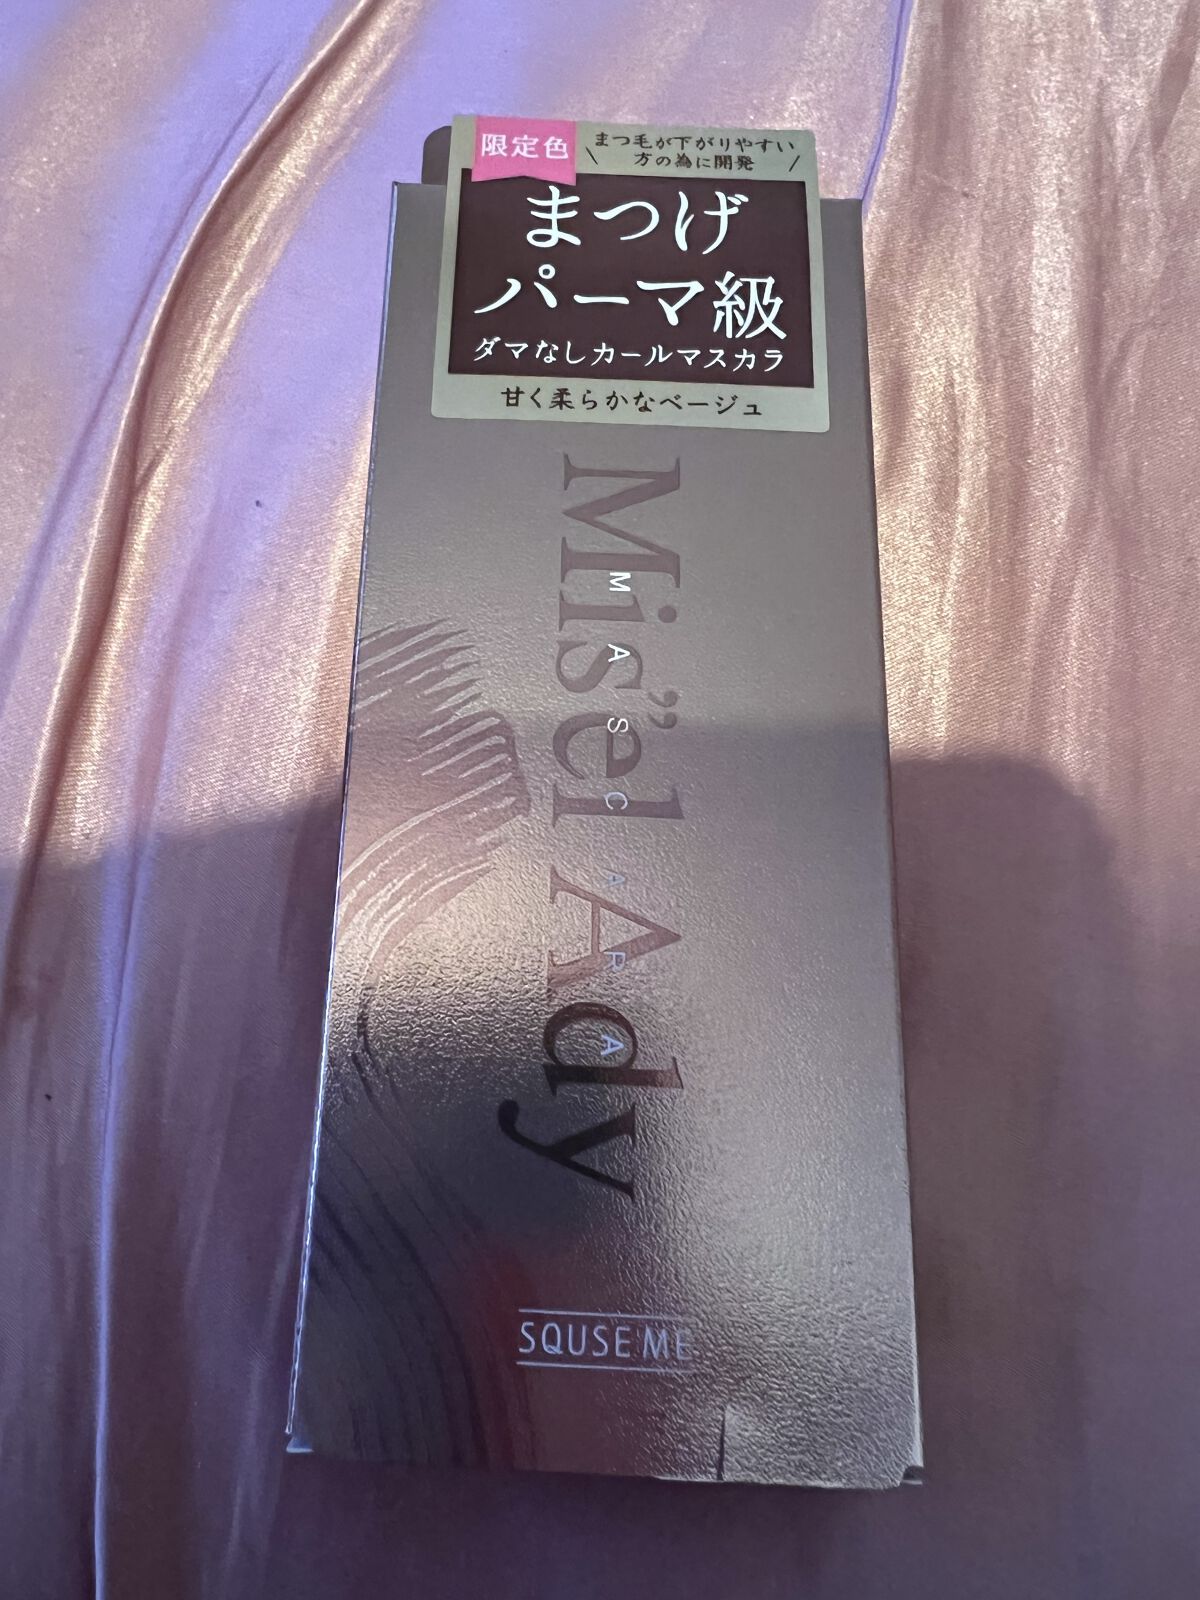 限定色
まつ毛が下がりやすい
方の為に開発
まつげ
パーマ級
ダマなしカールマスカラ
甘く柔らかなベージュ
Mis’el Ady
MASCARA
SQUSE ME